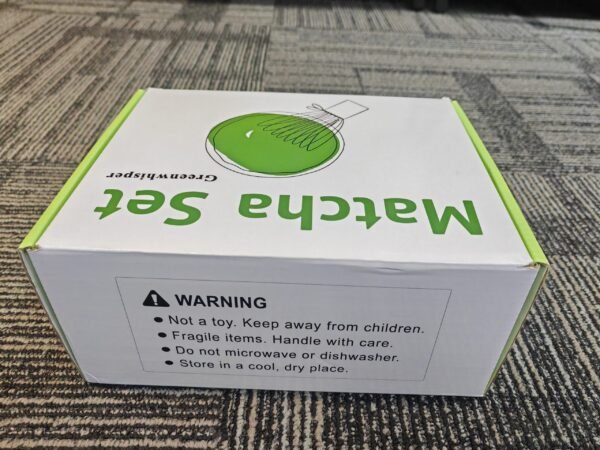 Matcha Set
Greenwhisper
WARNING
• Not a toy. Keep away from children.
• Fragile items. Handle with care.
• Do not microwave or dishwasher.
• Store in a cool, dry place.